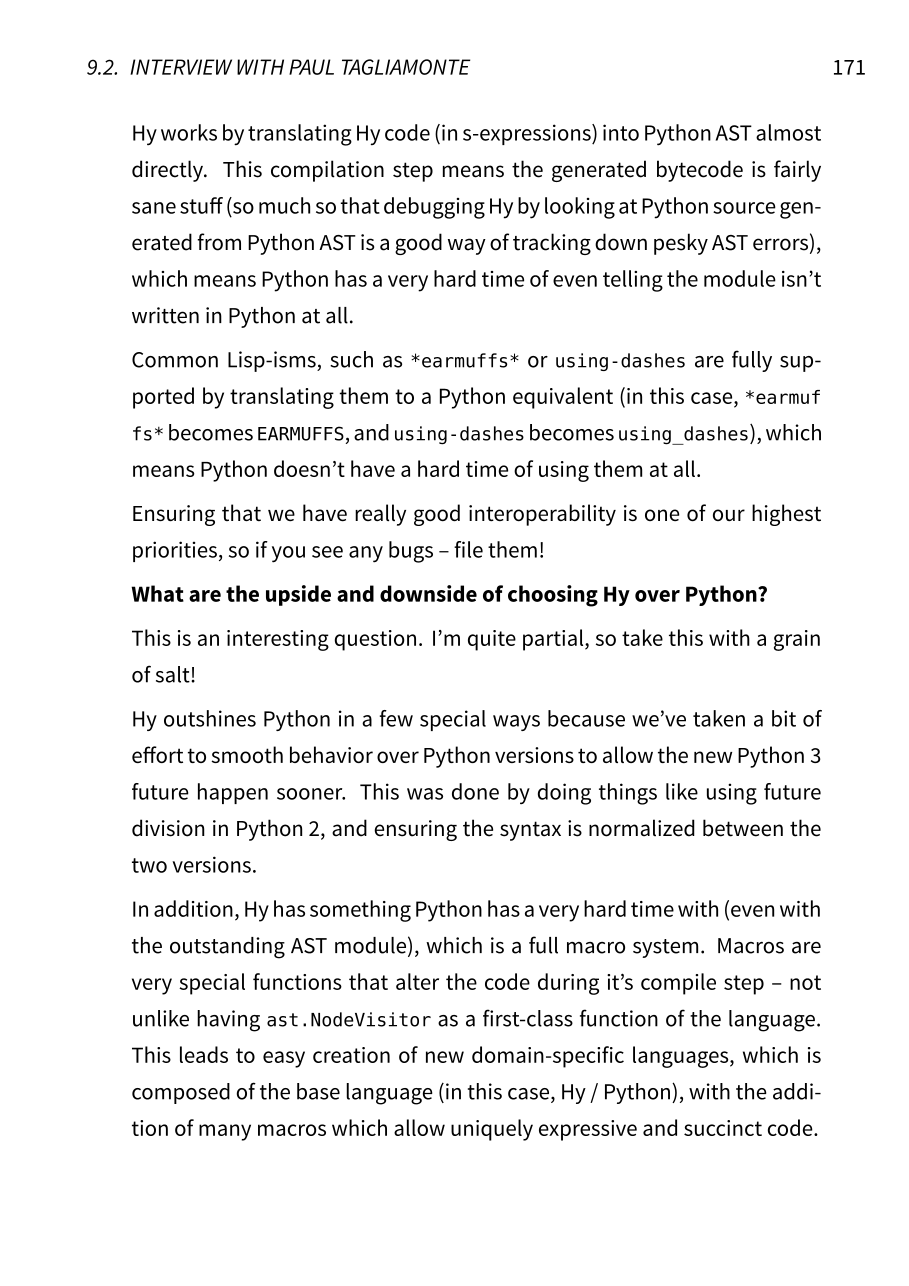 9.2. INTERVIEW WITH PAUL TAGLIAMONTE 171
Hy works by translating Hy code (in s-expressions) into Python AST almost
directly. This compilation step means the generated bytecode is fairly
sane stuff (so much so that debugging Hy by looking at Python source gen-
erated from Python AST is a good way of tracking down pesky AST errors),
which means Python has a very hard time of even telling the module isn’t
written in Python at all.
Common Lisp-isms, such as *earmuffs* or using-dashes are fully sup-
ported by translating them to a Python equivalent (in this case, *earmuf
fs* becomes EARMUFFS, and using-dashes becomes using_dashes), which
means Python doesn’t have a hard time of using them at all.
Ensuring that we have really good interoperability is one of our highest
priorities, so if you see any bugs – file them!
What are the upside and downside of choosing Hy over Python?
This is an interesting question. I’m quite partial, so take this with a grain
of salt!
Hy outshines Python in a few special ways because we’ve taken a bit of
effort to smooth behavior over Python versions to allow the new Python 3
future happen sooner. This was done by doing things like using future
division in Python 2, and ensuring the syntax is normalized between the
two versions.
In addition, Hy has something Python has a very hard time with (even with
the outstanding AST module), which is a full macro system. Macros are
very special functions that alter the code during it’s compile step – not
unlike having ast.NodeVisitor as a first-class function of the language.
This leads to easy creation of new domain-specific languages, which is
composed of the base language (in this case, Hy / Python), with the addi-
tion of many macros which allow uniquely expressive and succinct code.